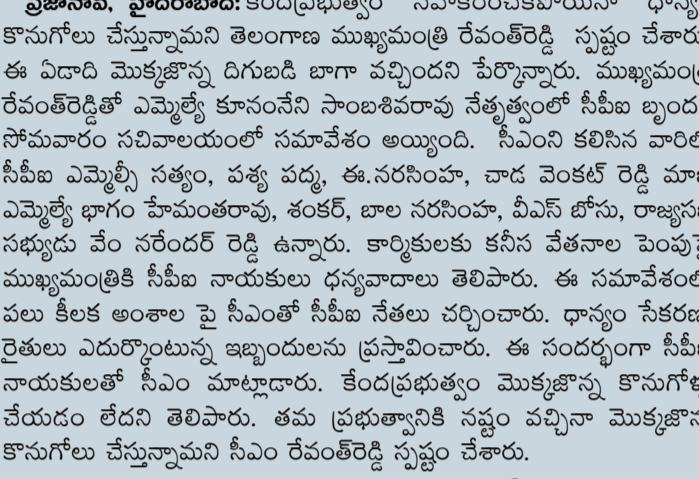 ప్రజానావ, హైదరాబాద్: కేంద్రప్రభుత్వం సహకరించకపోయినా ధాన్య
కొనుగోలు చేస్తున్నామని తెలంగాణ ముఖ్యమంత్రి రేవంత్‌రెడ్డి స్పష్టం చేశారు
ఈ ఏడాది మొక్కజొన్న దిగుబడి బాగా వచ్చిందని పేర్కొన్నారు. ముఖ్యమం
రేవంత్‌రెడ్డితో ఎమ్మెల్యే కూనంనేని సాంబశివరావు నేతృత్వంలో సీపీఐ బృంద
సోమవారం సచివాలయంలో సమావేశం అయ్యింది. సీఎంని కలిసిన వారిల
సీపీఐ ఎమ్మెల్సీ సత్యం, పశ్య పద్మ, ఈ.నరసింహ, చాడ వెంకట్ రెడ్డి మా
ఎమ్మెల్యే భాగం హేమంతరావు, శంకర్, బాల నరసింహ, వీఎస్ బోసు, రాజ్యస
సభ్యుడు వేం నరేందర్ రెడ్డి ఉన్నారు. కార్మికులకు కనీస వేతనాల పెంపు
ముఖ్యమంత్రికి సీపీఐ నాయకులు ధన్యవాదాలు తెలిపారు. ఈ సమావేశంల
పలు కీలక అంశాల పై సీఎంతో సీపీఐ నేతలు చర్చించారు. ధాన్యం సేకరణ
రైతులు ఎదుర్కొంటున్న ఇబ్బందులను ప్రస్తావించారు. ఈ సందర్భంగా సీపీ
నాయకులతో సీఎం మాట్లాడారు. కేంద్రప్రభుత్వం మొక్కజొన్న కొనుగో
చేయడం లేదని తెలిపారు. తమ ప్రభుత్వానికి నష్టం వచ్చినా మొక్కజొ
కొనుగోలు చేస్తున్నామని సీఎం రేవంత్‌రెడ్డి స్పష్టం చేశారు.